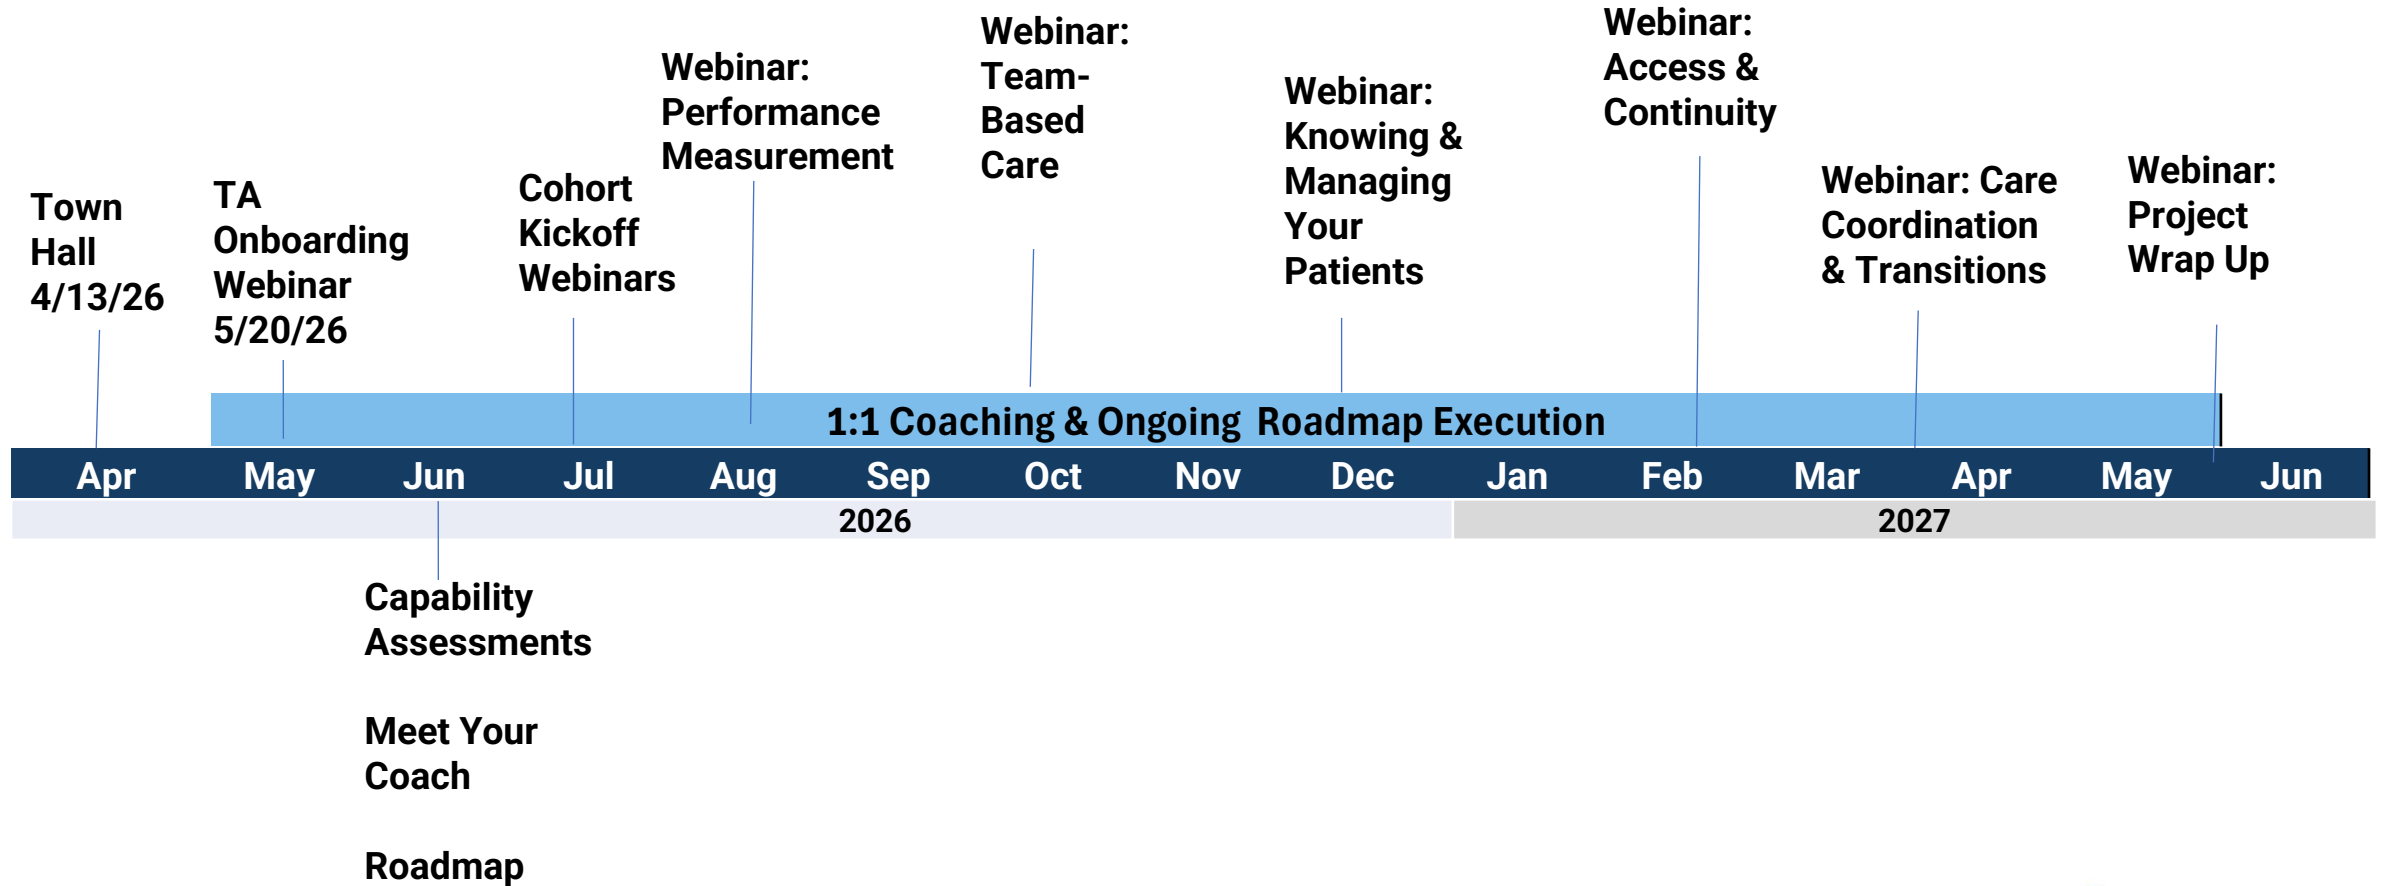 Town
Hall
4/13/26
TA
Onboarding
Webinar
5/20/26
Cohort
Kickoff
Webinars
Webinar:
Performance
Measurement
Webinar:
Team-
Based
Care
Webinar:
Knowing &
Managing
Your
Patients
Webinar:
Access &
Continuity
Webinar: Care
Coordination
& Transitions
Webinar:
Project
Wrap Up
1:1 Coaching & Ongoing Roadmap Execution
Apr May Jun Jul Aug Sep Oct Nov Dec Jan Feb Mar Apr May Jun
2026 2027
Capability
Assessments
Meet Your
Coach
Roadmap